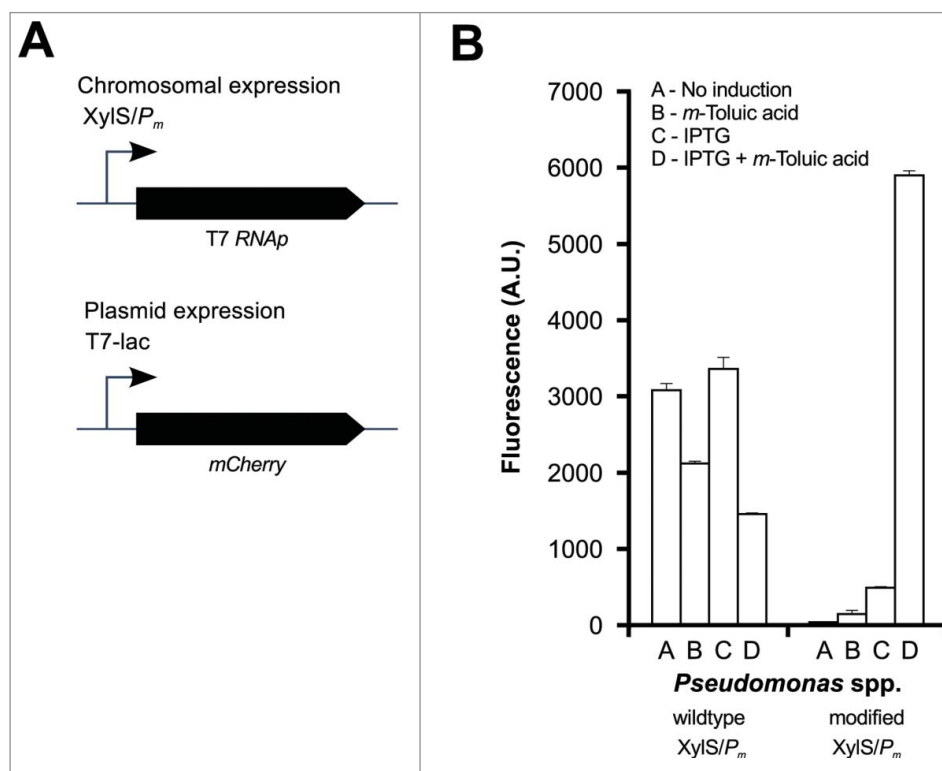 A
Chromosomal expression
XylS/Pm
T7 RNAp
Plasmid expression
T7-lac
mCherry
B
A - No induction
B - m-Toluic acid
C - IPTG
D - IPTG + m-Toluic acid
Fluorescence (A.U.)
7000
6000
5000
4000
3000
2000
1000
0
A B C D A B C D
Pseudomonas spp.
wildtype modified
XylS/Pm XylS/Pm